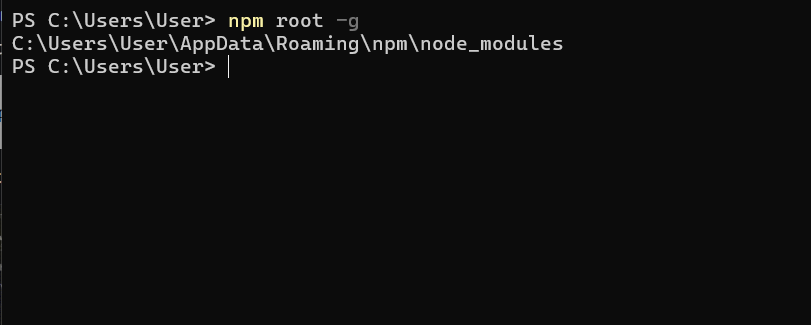 PS C:\Users\User> npm root -g
C:\Users\User\AppData\Roaming\npm\node_modules
PS C:\Users\User>